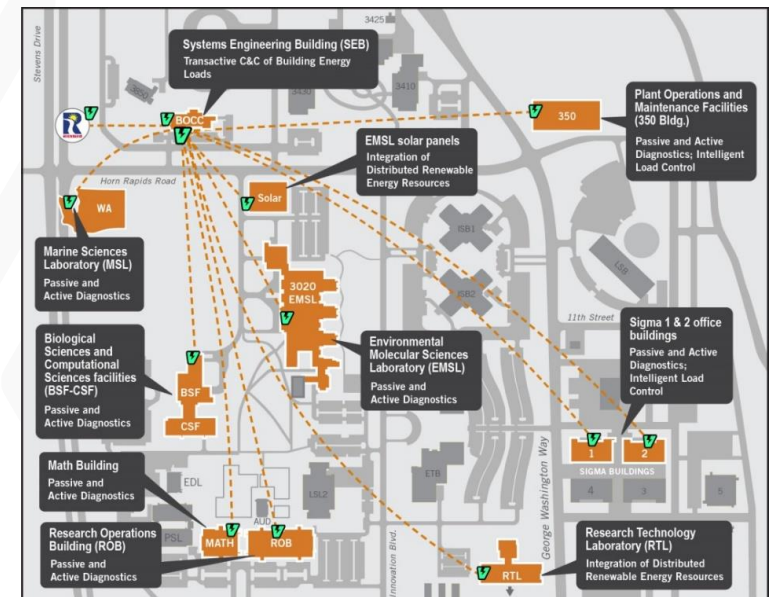 3425
Stevens Drive
Systems Engineering Building (SEB)
Transactive C&C of Building Energy
Loads
3850
3430
3410
BOCC
R
350
Plant Operations and
Maintenance Facilities
(350 Bldg.)
Passive and Active
Diagnostics; Intelligent
Load Control
EMSL solar panels
Integration of
Distributed Renewable
Energy Resources
Horn Rapids Road
WA
Solar
Marine Sciences
Laboratory (MSL)
Passive and
Active Diagnostics
ISB1
ISB2
LSB
3020
EMSL
11th Street
Sigma 1 & 2 office
buildings
Passive and Active
Diagnostics;
Intelligent Load
Control
Biological
Sciences and
Computational
Sciences facilities
(BSF-CSF)
Passive and
Active Diagnostics
Environmental
Molecular Sciences
Laboratory (EMSL)
Passive and
Active Diagnostics
BSF
CSF
1
2
SIGMA BUILDINGS
4
3
5
George Washington Way
Math Building
Passive and
Active Diagnostics
EDL
LSL2
ETB
AUD
PSL
MATH
ROB
Research Operations
Building (ROB)
Passive and
Active Diagnostics
Innovation Blvd.
RTL
Research Technology
Laboratory (RTL)
Integration of Distributed
Renewable Energy Resources